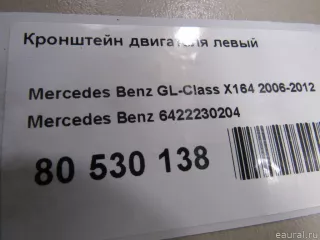 Кронштейн двигателя левый
Mercedes Benz GL-Class X164 2006-2012
Mercedes Benz 6422230204
80 530 138
eaural.ru